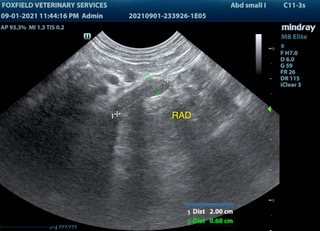 FOXFIELD VETERINARY SERVICES
Abd small I
C11-3s
09-01-2021 11:44:16 PM Admin
20210901-233926-1E05
AP 93.3% MI 1.3 TIS 0.2
mindray
M8 Elite
B
F H7.0
D 6.0
G 59
FR 26
DR 115
iClear 3
m
1
RAD
1 Dist 2.00 cm
2 Dist 0.68 cm